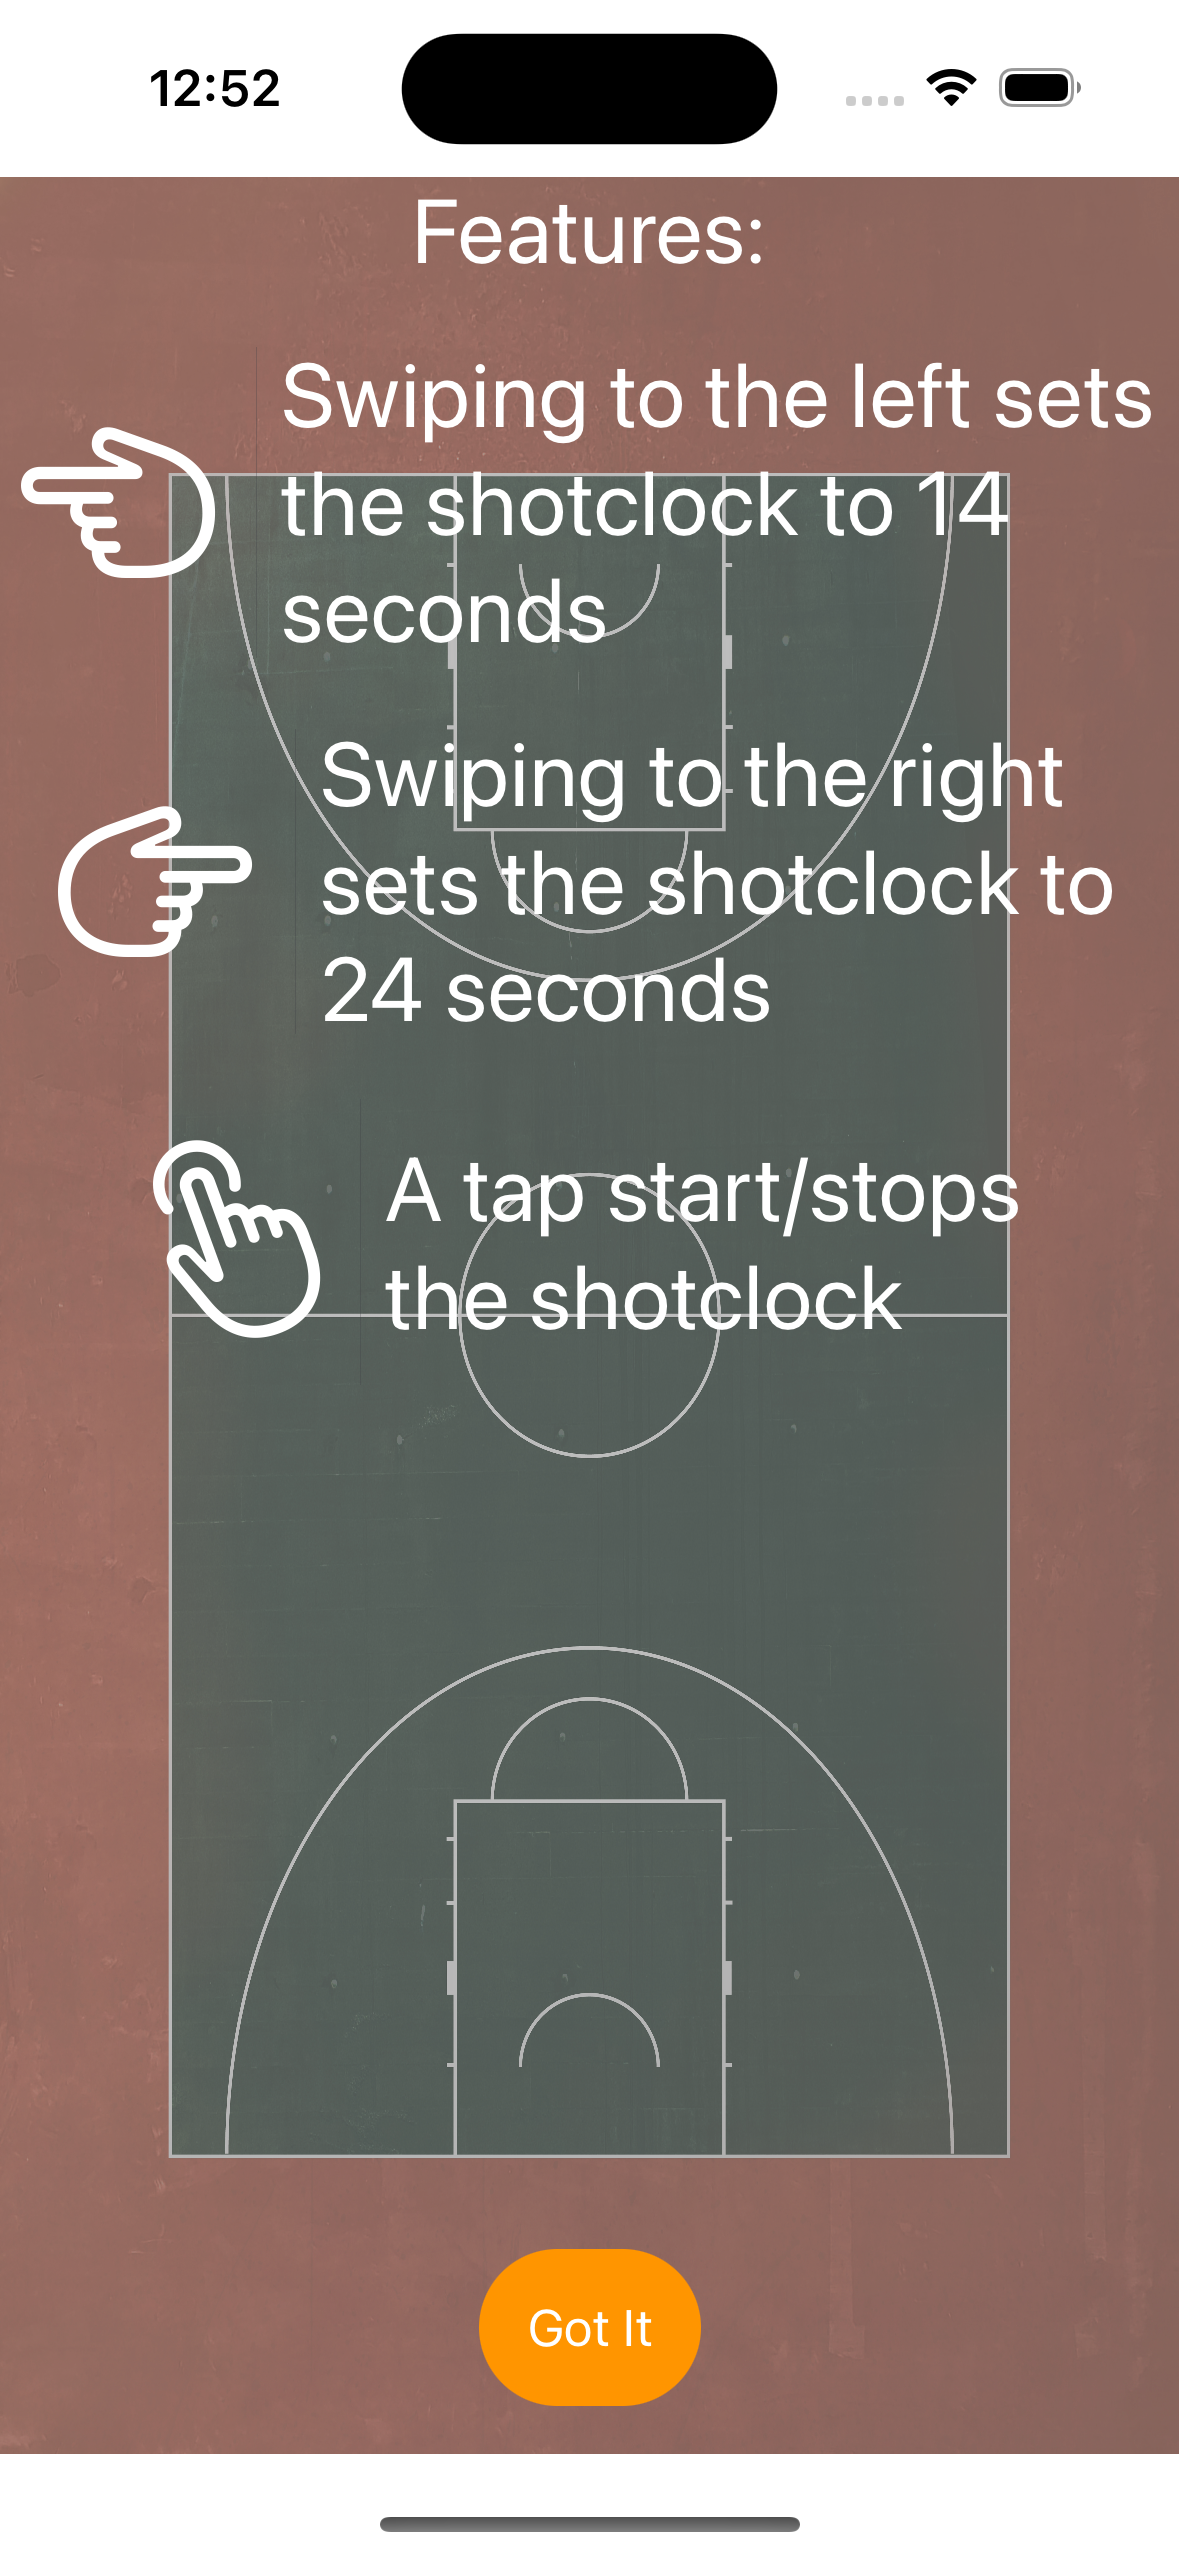 12:52
Features:
Swiping to the left sets
the shotclock to 14
seconds
Swiping to the right
sets the shotclock to
24 seconds
A tap start/stops
the shotclock
Got It